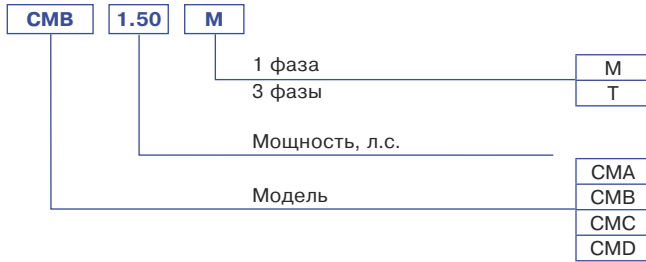 CMB 1.50 M
1 фаза M
3 фазы T
Мощность, л.с.
CMA
Модель CMB
CMC
CMD